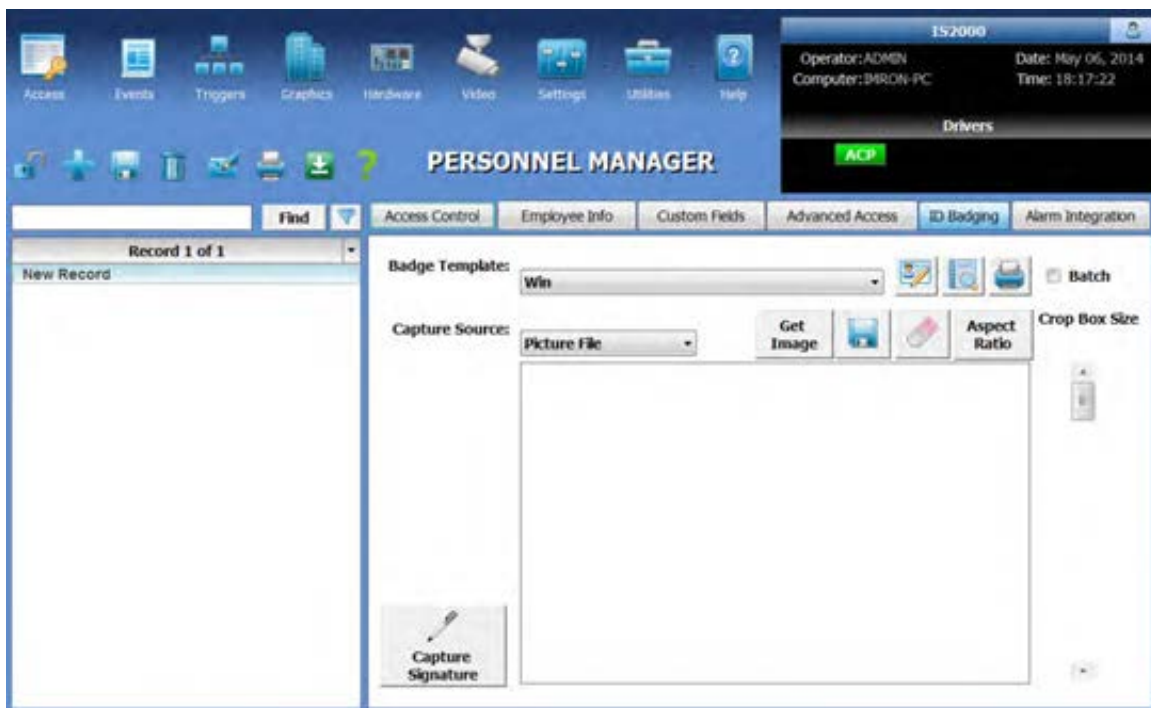 IS2000
Operator:ADMIN Date: May 06, 2014
Computer:IMRON-PC Time: 18:17:22
Access Events Triggers Graphics Hardware Video Settings Utilities Help
Drivers
ACP
PERSONNEL MANAGER
Find
Access Control Employee Info Custom Fields Advanced Access ID Badging Alarm Integration
Record 1 of 1
New Record
Badge Template:
Win
Batch
Capture Source:
Picture File
Get
Image
Aspect
Ratio
Crop Box Size
Capture
Signature